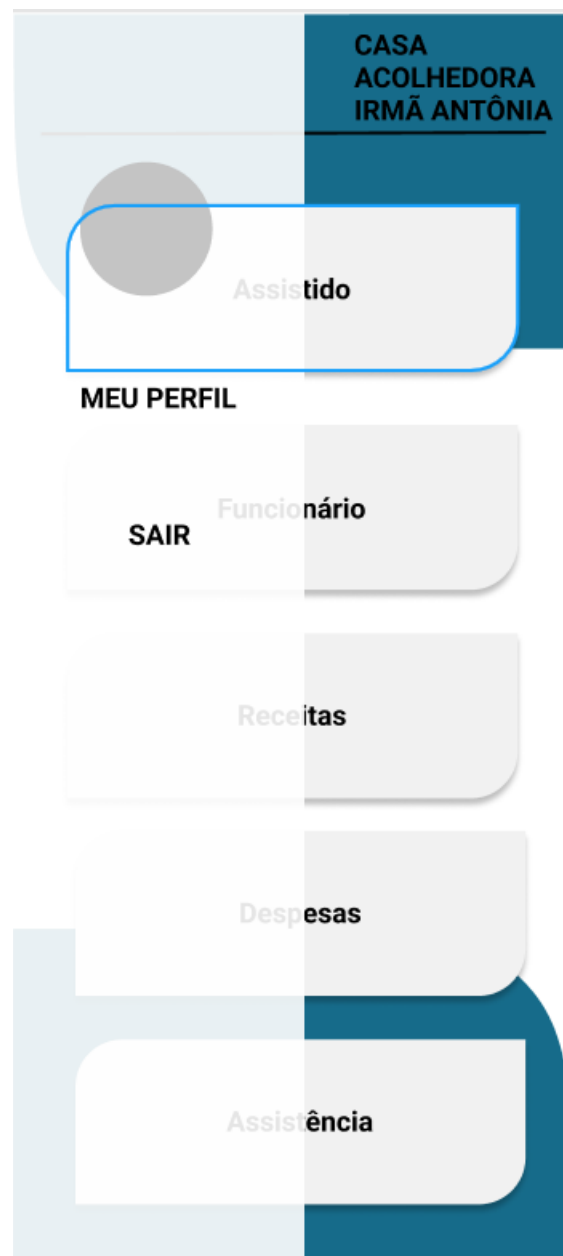 CASA
ACOLHEDORA
IRMÃ ANTÔNIA
Assistido
MEU PERFIL
Funcionário
SAIR
Receitas
Despesas
Assistência